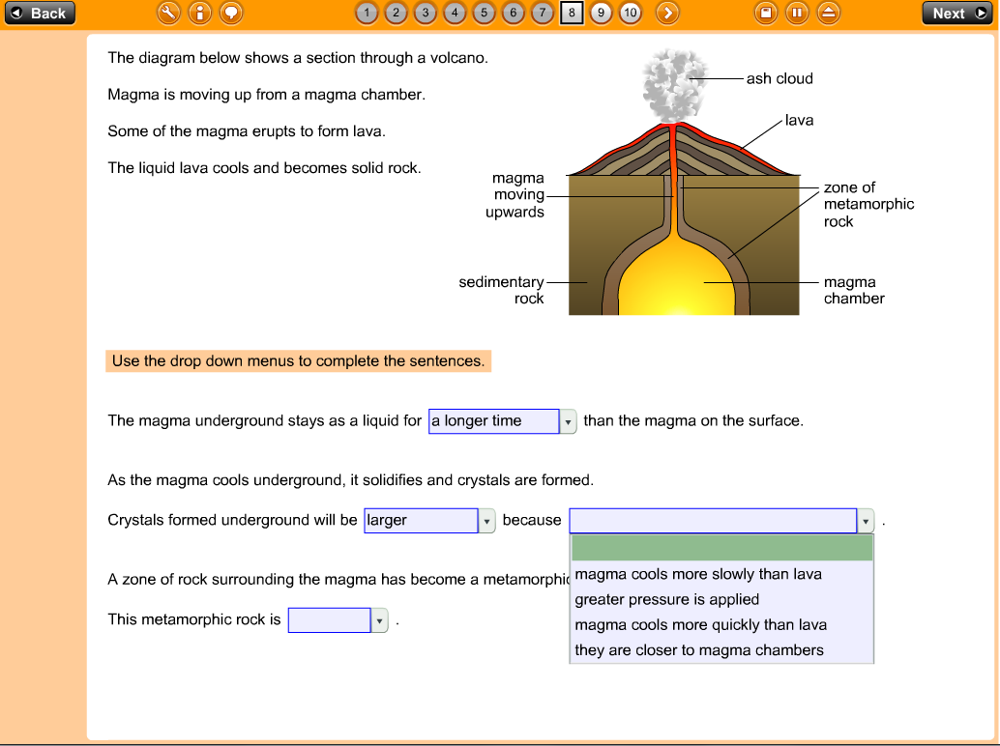 Back
1 2 3 4 5 6 7 8 9 10
Next
The diagram below shows a section through a volcano.
Magma is moving up from a magma chamber.
Some of the magma erupts to form lava.
The liquid lava cools and becomes solid rock.
ash cloud
lava
magma
moving
upwards
zone of
metamorphic
rock
sedimentary
rock
magma
chamber
Use the drop down menus to complete the sentences.
The magma underground stays as a liquid for a longer time than the magma on the surface.
As the magma cools underground, it solidifies and crystals are formed.
Crystals formed underground will be larger because .
magma cools more slowly than lava
greater pressure is applied
magma cools more quickly than lava
they are closer to magma chambers
A zone of rock surrounding the magma has become a metamorphic
This metamorphic rock is .